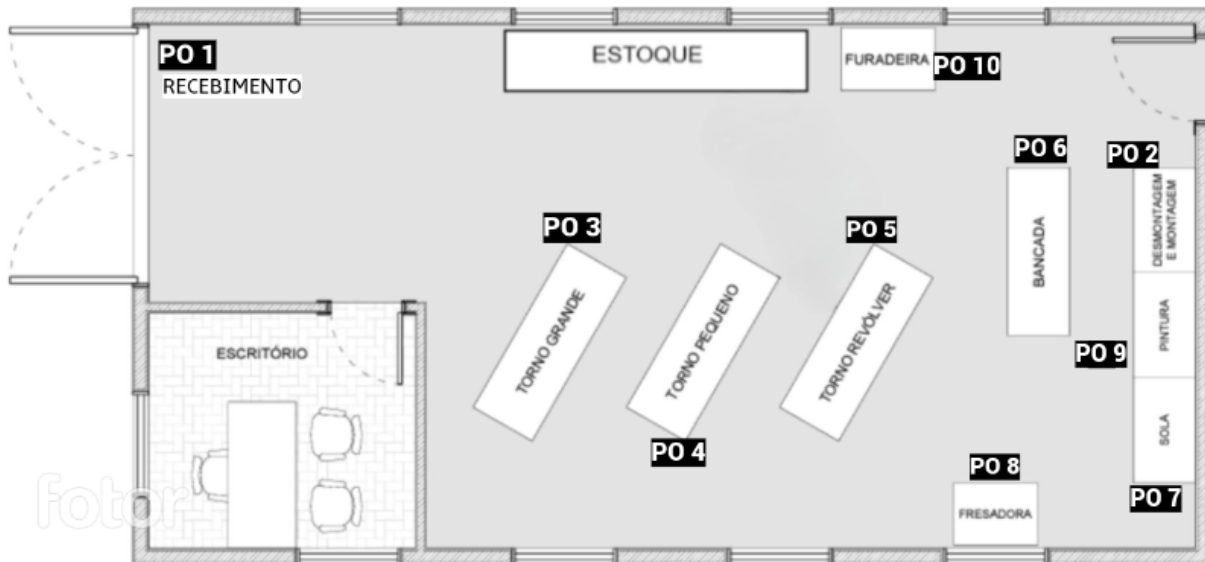 PO 1
RECEBIMENTO
ESTOQUE
FURADEIRA
PO 10
PO 6
PO 2
DESMONTAGEM
E MONTAGEM
BANCADA
PO 3
PO 5
TORNO GRANDE
TORNO PEQUENO
TORNO REVÓLVER
PINTURA
PO 9
ESCRITÓRIO
SOLA
PO 4
PO 8
PO 7
FRESADORA
fotor